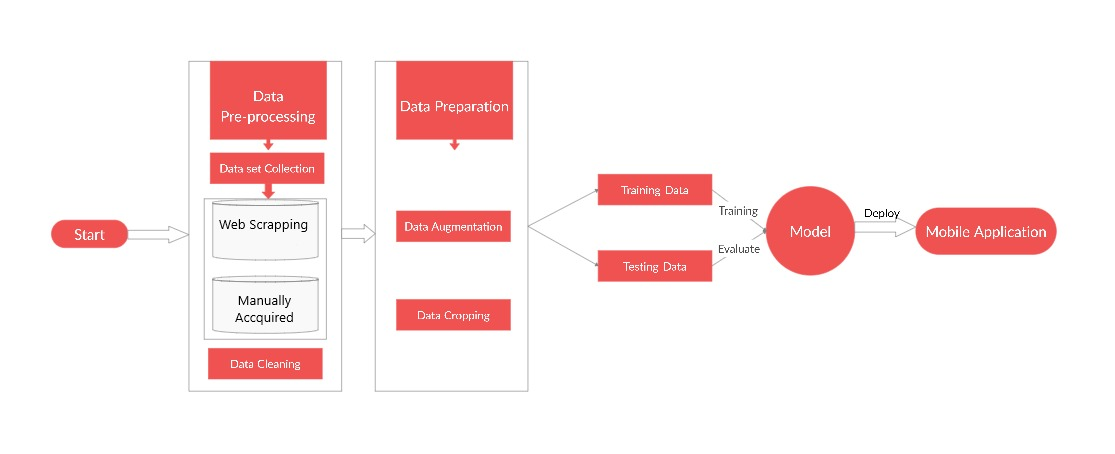 Start
Data
Pre-processing
Data set Collection
Web Scrapping
Manually
Accquired
Data Cleaning
Data Preparation
Data Augmentation
Data Cropping
Training Data
Testing Data
Training
Evaluate
Model
Deploy
Mobile Application